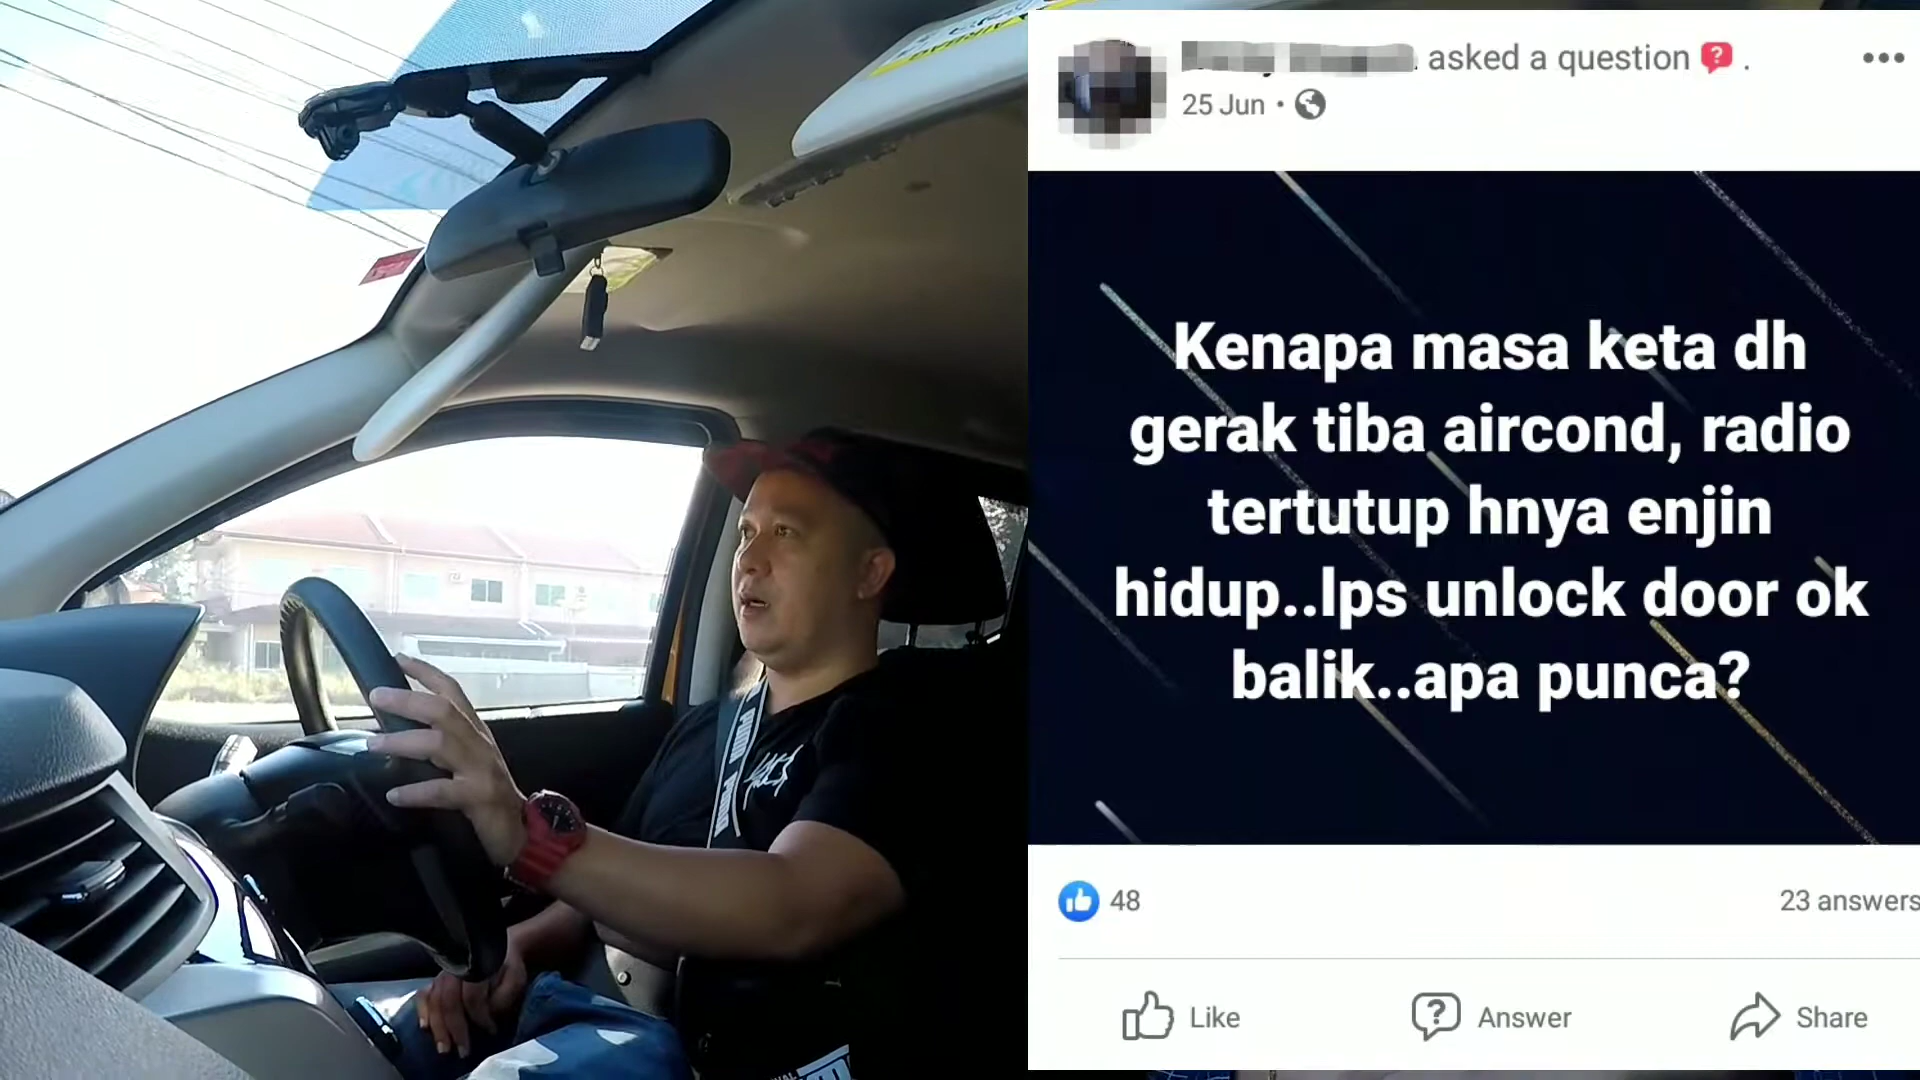 asked a question
25 Jun
Kenapa masa keta dh
gerak tiba aircond, radio
tertutup hnya enjin
hidup..lps unlock door ok
balik..apa punca?
48
23 answers
Like
Answer
Share